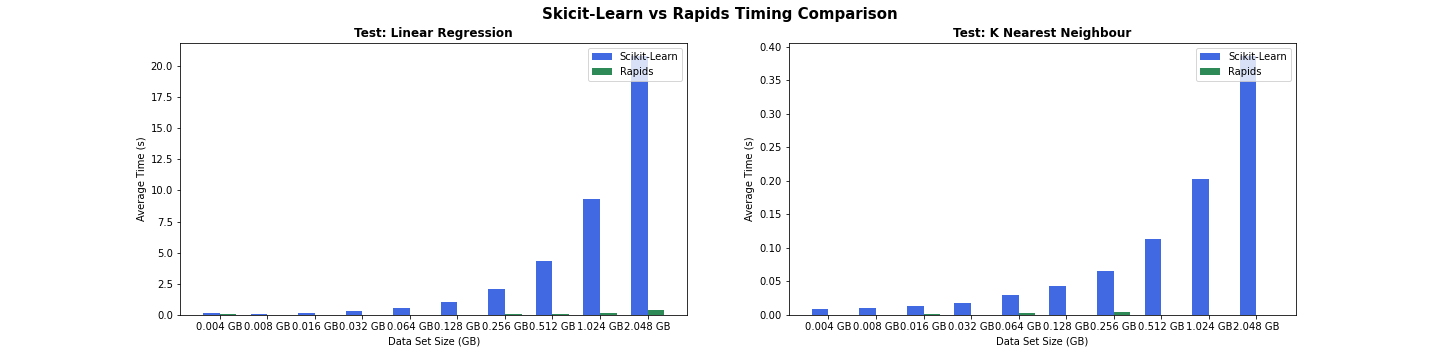 Skicit-Learn vs Rapids Timing Comparison
Test: Linear Regression
Scikit-Learn
Rapids
20.0
17.5
15.0
12.5
10.0
7.5
5.0
2.5
0.0
Average Time (s)
0.004 GB 0.008 GB 0.016 GB 0.032 GB 0.064 GB 0.128 GB 0.256 GB 0.512 GB 1.024 GB 2.048 GB
Data Set Size (GB)
Test: K Nearest Neighbour
Scikit-Learn
Rapids
0.40
0.35
0.30
0.25
0.20
0.15
0.10
0.05
0.00
Average Time (s)
0.004 GB 0.008 GB 0.016 GB 0.032 GB 0.064 GB 0.128 GB 0.256 GB 0.512 GB 1.024 GB 2.048 GB
Data Set Size (GB)